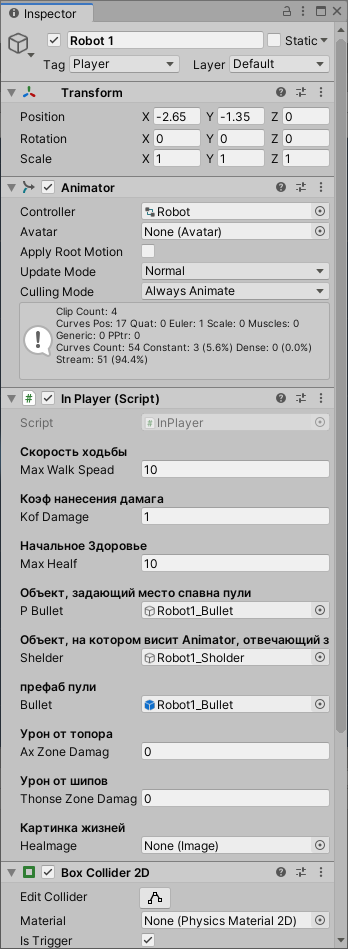 Inspector
Robot 1
Static
Tag Player Layer Default
Transform
Position X -2.65 Y -1.35 Z 0
Rotation X 0 Y 0 Z 0
Scale X 1 Y 1 Z 1
Animator
Controller Robot
Avatar None (Avatar)
Apply Root Motion
Update Mode Normal
Culling Mode Always Animate
Clip Count: 4
Curves Pos: 17 Quat: 0 Euler: 1 Scale: 0 Muscles: 0
Generic: 0 PPtr: 0
Curves Count: 54 Constant: 3 (5.6%) Dense: 0 (0.0%)
Stream: 51 (94.4%)
In Player (Script)
Script InPlayer
Скорость ходьбы
Max Walk Spead 10
Коэф нанесения дамага
Kof Damage 1
Начальное Здоровье
Max Healf 10
Объект, задающий место спавна пули
P Bullet Robot1_Bullet
Объект, на котором висит Animator, отвечающий з
Shelder Robot1_Sholder
префаб пули
Bullet Robot1_Bullet
Урон от топора
Ax Zone Damag 0
Урон от шипов
Thonse Zone Damag 0
Картинка жизней
HeaImage None (Image)
Box Collider 2D
Edit Collider
Material None (Physics Material 2D)
Is Trigger